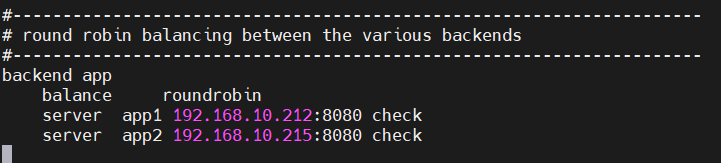 #---------------------------------------------------------------------
# round robin balancing between the various backends
#---------------------------------------------------------------------
backend app
    balance     roundrobin
    server  app1 192.168.10.212:8080 check
    server  app2 192.168.10.215:8080 check